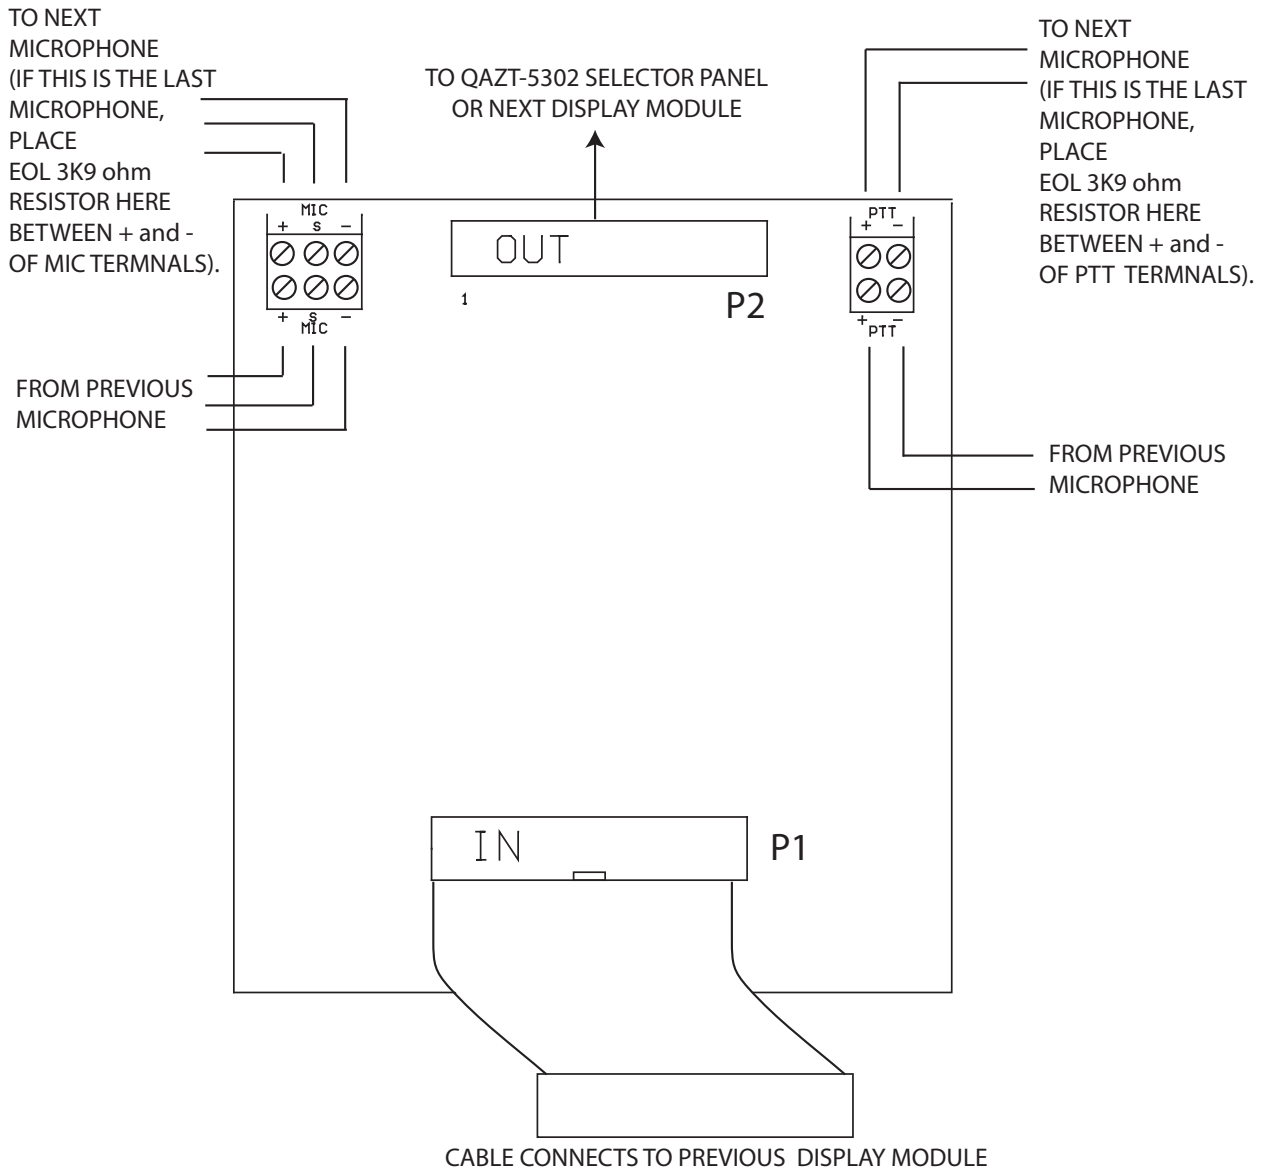 TO NEXT
MICROPHONE
(IF THIS IS THE LAST
MICROPHONE,
PLACE
EOL 3K9 ohm
RESISTOR HERE
BETWEEN + and -
OF MIC TERMNALS).
TO QAZT-5302 SELECTOR PANEL
OR NEXT DISPLAY MODULE
TO NEXT
MICROPHONE
(IF THIS IS THE LAST
MICROPHONE,
PLACE
EOL 3K9 ohm
RESISTOR HERE
BETWEEN + and -
OF PTT  TERMNALS).
MIC
+ S −
+ S −
MIC
OUT
1
P2
PTT
+ −
+ −
PTT
FROM PREVIOUS
MICROPHONE
FROM PREVIOUS
MICROPHONE
IN
P1
CABLE CONNECTS TO PREVIOUS  DISPLAY MODULE